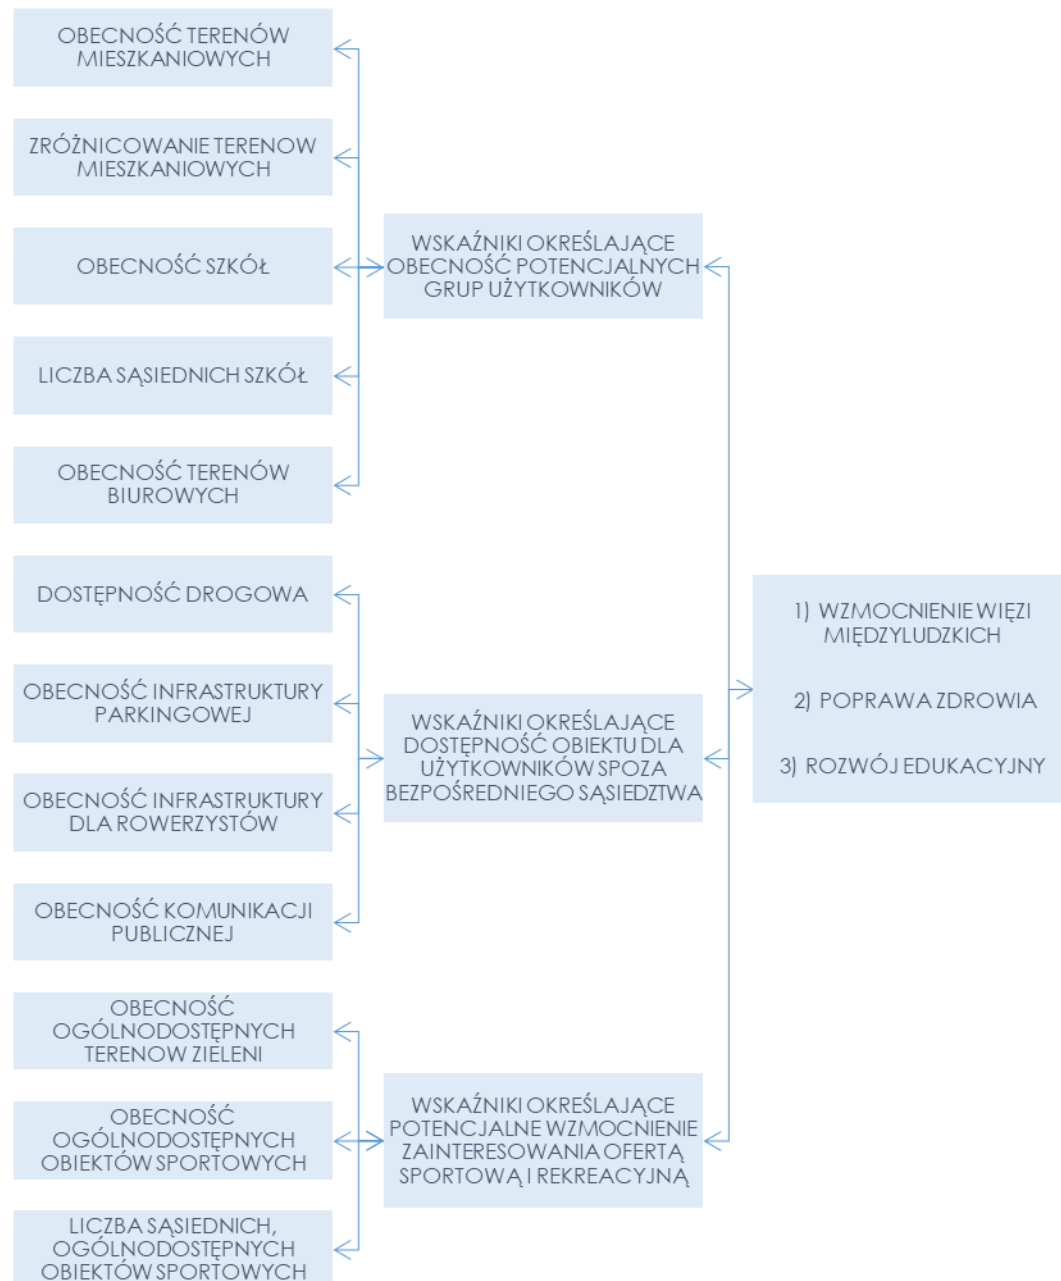 OBECNOŚĆ TERENÓW
MIESZKANIOWYCH
ZRÓŻNICOWANIE TERENOW
MIESZKANIOWYCH
OBECNOŚĆ SZKÓŁ
LICZBA SĄSIEDNICH SZKÓŁ
OBECNOŚĆ TERENÓW
BIUROWYCH
DOSTĘPNOŚĆ DROGOWA
OBECNOŚĆ INFRASTRUKTURY
PARKINGOWEJ
OBECNOŚĆ INFRASTRUKTURY
DLA ROWERZYSTÓW
OBECNOŚĆ KOMUNIKACJI
PUBLICZNEJ
OBECNOŚĆ
OGÓLNODOSTĘPNYCH
TERENOW ZIELENI
OBECNOŚĆ
OGÓLNODOSTĘPNYCH
OBIEKTÓW SPORTOWYCH
LICZBA SĄSIEDNICH,
OGÓLNODOSTĘPNYCH
OBIEKTÓW SPORTOWYCH
WSKAŹNIKI OKREŚLAJĄCE
OBECNOŚĆ POTENCJALNYCH
GRUP UŻYTKOWNIKÓW
WSKAŹNIKI OKREŚLAJĄCE
DOSTĘPNOŚĆ OBIEKTU DLA
UŻYTKOWNIKÓW SPOZA
BEZPOŚREDNIEGO SĄSIEDZTWA
WSKAŹNIKI OKREŚLAJĄCE
POTENCJALNE WZMOCNIENIE
ZAINTERESOWANIA OFERTĄ
SPORTOWĄ I REKREACYJNĄ
1) WZMOCNIENIE WIĘZI
MIĘDZYLUDZKICH
2) POPRAWA ZDROWIA
3) ROZWÓJ EDUKACYJNY